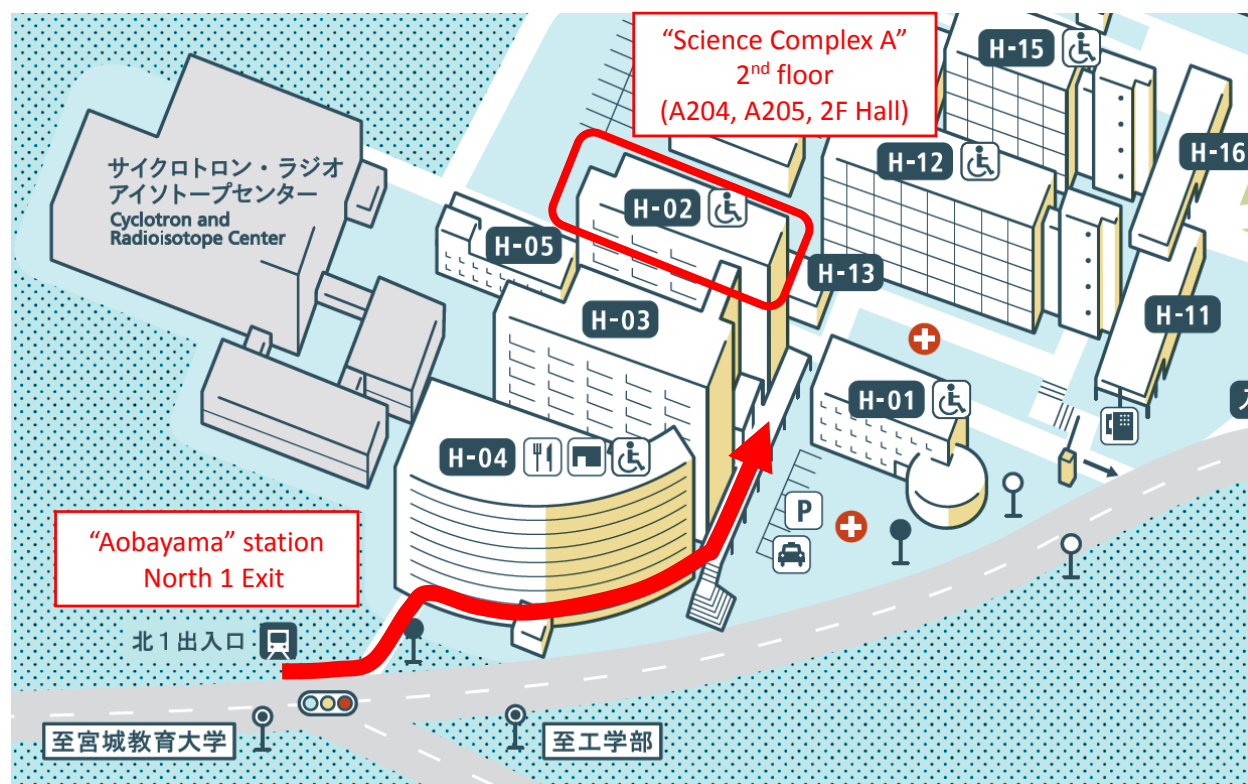 “Science Complex A”
2nd floor
(A204, A205, 2F Hall)
H-15
H-16
H-12
サイクロトロン・ラジオ
アイソトープセンター
Cyclotron and
Radioisotope Center
H-02
H-05
H-13
H-03
H-11
H-01
H-04
P
“Aobayama” station
North 1 Exit
北1出入口
至宮城教育大学
至工学部